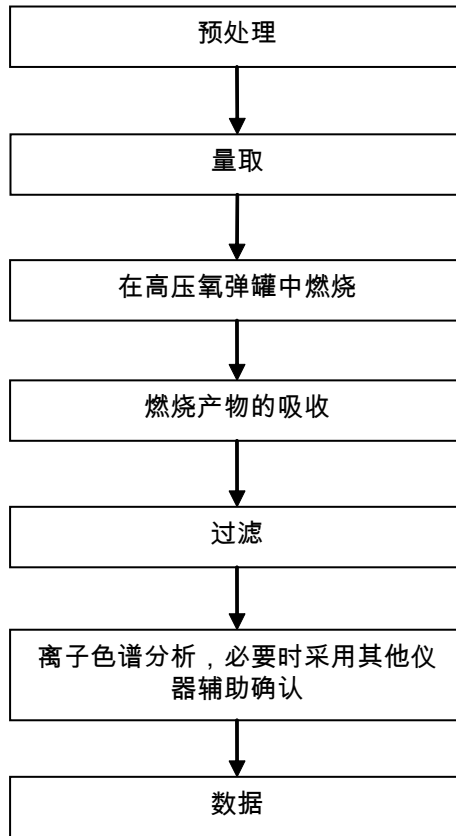 预处理
量取
在高压氧弹罐中燃烧
燃烧产物的吸收
过滤
离子色谱分析，必要时采用其他仪
器辅助确认
数据